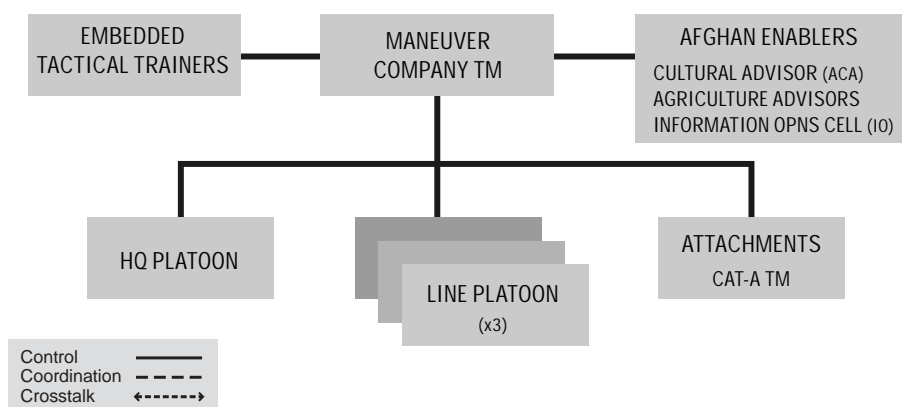 EMBEDDED
TACTICAL TRAINERS
MANEUVER
COMPANY TM
AFGHAN ENABLERS
CULTURAL ADVISOR (ACA)
AGRICULTURE ADVISORS
INFORMATION OPNS CELL (IO)
HQ PLATOON
LINE PLATOON
(x3)
ATTACHMENTS
CAT-A TM
Control
Coordination
Crosstalk